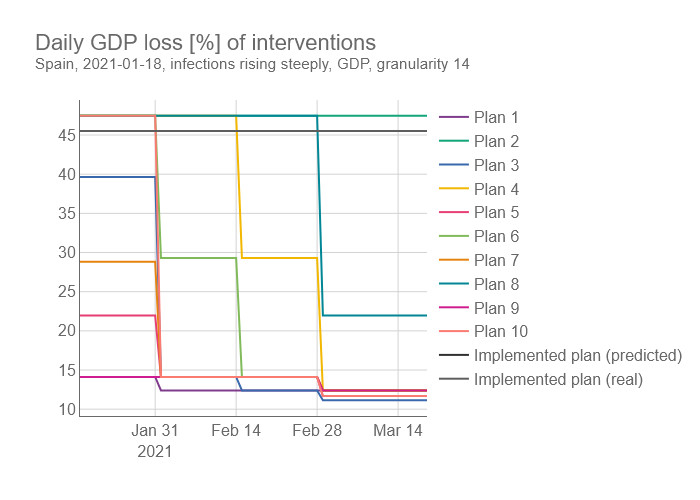 Daily GDP loss [%] of interventions
Spain, 2021-01-18, infections rising steeply, GDP, granularity 14
45
40
35
30
25
20
15
10
Jan 31
2021
Feb 14
Feb 28
Mar 14
Plan 1
Plan 2
Plan 3
Plan 4
Plan 5
Plan 6
Plan 7
Plan 8
Plan 9
Plan 10
Implemented plan (predicted)
Implemented plan (real)